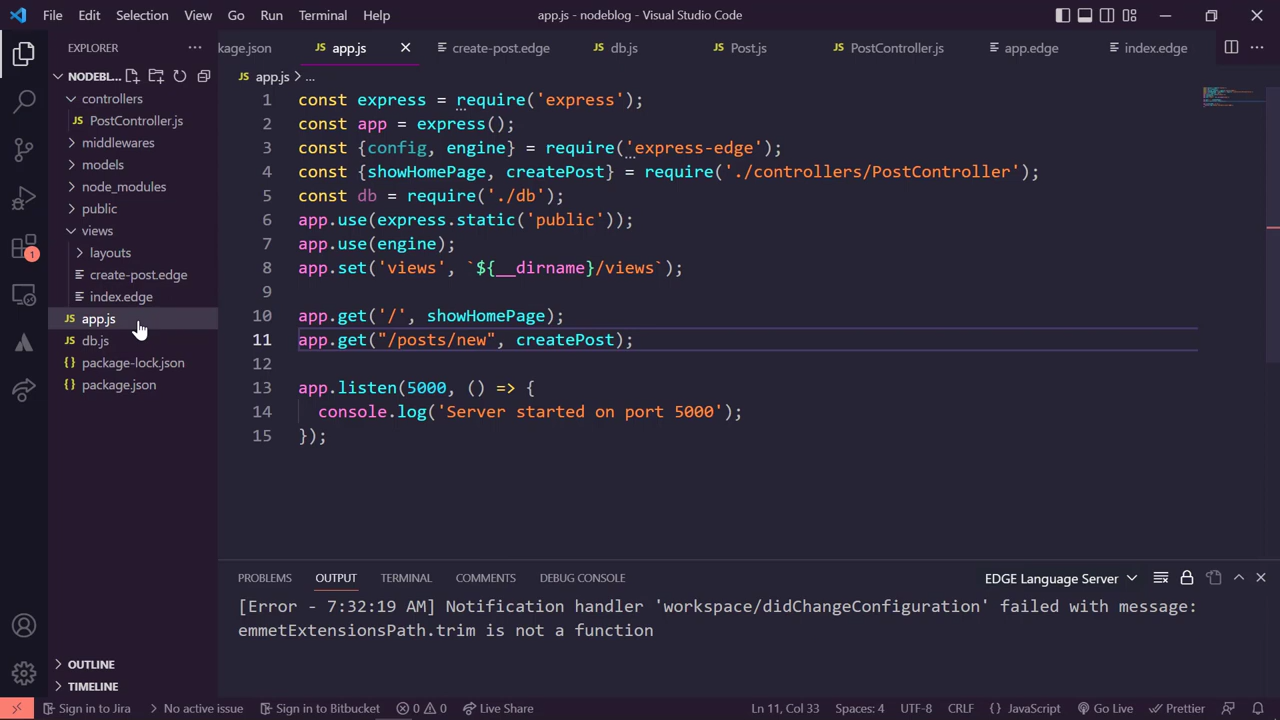 File Edit Selection View Go Run Terminal Help app.js - nodeblog - Visual Studio Code
EXPLORER
NODEBL...
controllers
PostController.js
middlewares
models
node_modules
public
views
layouts
create-post.edge
index.edge
JS app.js
JS db.js
{} package-lock.json
{} package.json
OUTLINE
TIMELINE
kage.json JS app.js create-post.edge JS db.js JS Post.js JS PostController.js app.edge index.edge
JS app.js > ...
1 const express = require('express');
2 const app = express();
3 const {config, engine} = require('express-edge');
4 const {showHomePage, createPost} = require('./controllers/PostController');
5 const db = require('./db');
6 app.use(express.static('public'));
7 app.use(engine);
8 app.set('views', `${__dirname}/views`);
9
10 app.get('/', showHomePage);
11 app.get("/posts/new", createPost);
12
13 app.listen(5000, () => {
14 console.log('Server started on port 5000');
15 });
PROBLEMS OUTPUT TERMINAL COMMENTS DEBUG CONSOLE EDGE Language Server
[Error - 7:32:19 AM] Notification handler 'workspace/didChangeConfiguration' failed with message:
emmetExtensionsPath.trim is not a function
1
Sign in to Jira No active issue Sign in to Bitbucket 0 0 Live Share Ln 11, Col 33 Spaces: 4 UTF-8 CRLF {} JavaScript Go Live Prettier